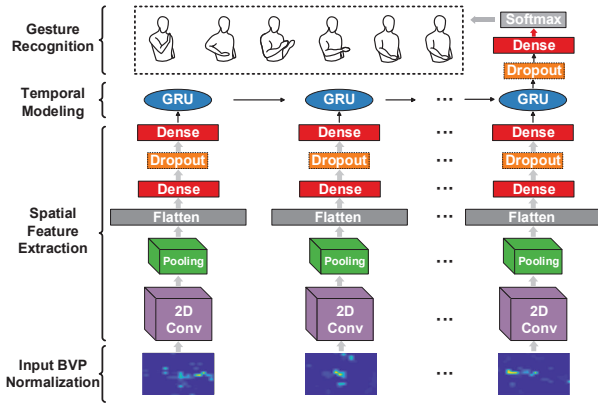 Gesture
Recognition
Softmax
Dense
Dropout
Temporal
Modeling
GRU GRU ... GRU
Dense Dense ... Dense
Dropout Dropout ... Dropout
Dense Dense ... Dense
Spatial
Feature
Extraction
Flatten Flatten ... Flatten
Pooling Pooling ... Pooling
2D 2D 2D
Conv Conv ... Conv
Input BVP
Normalization ...